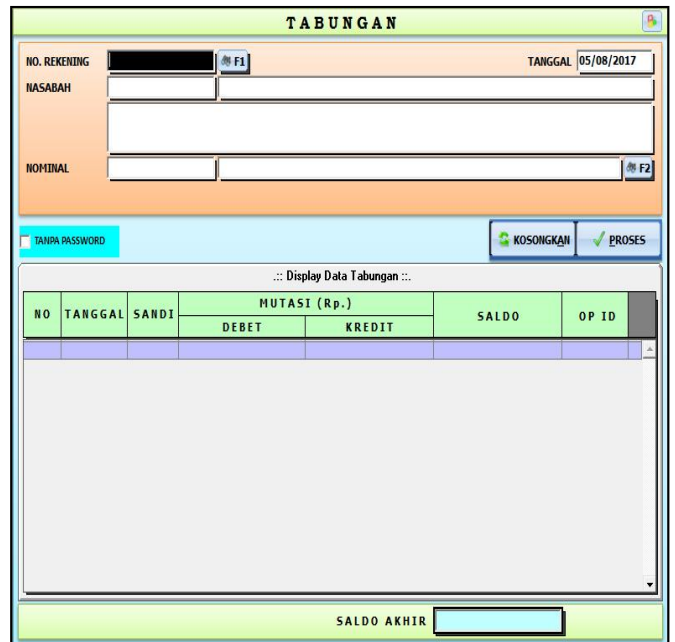 TABUNGAN
NO. REKENING F1 TANGGAL 05/08/2017
NASABAH
NOMINAL F2
TANPA PASSWORD KOSONGKAN PROSES
.:: Display Data Tabungan ::.
NO TANGGAL SANDI MUTASI (Rp.) SALDO OP ID
DEBET KREDIT
SALDO AKHIR